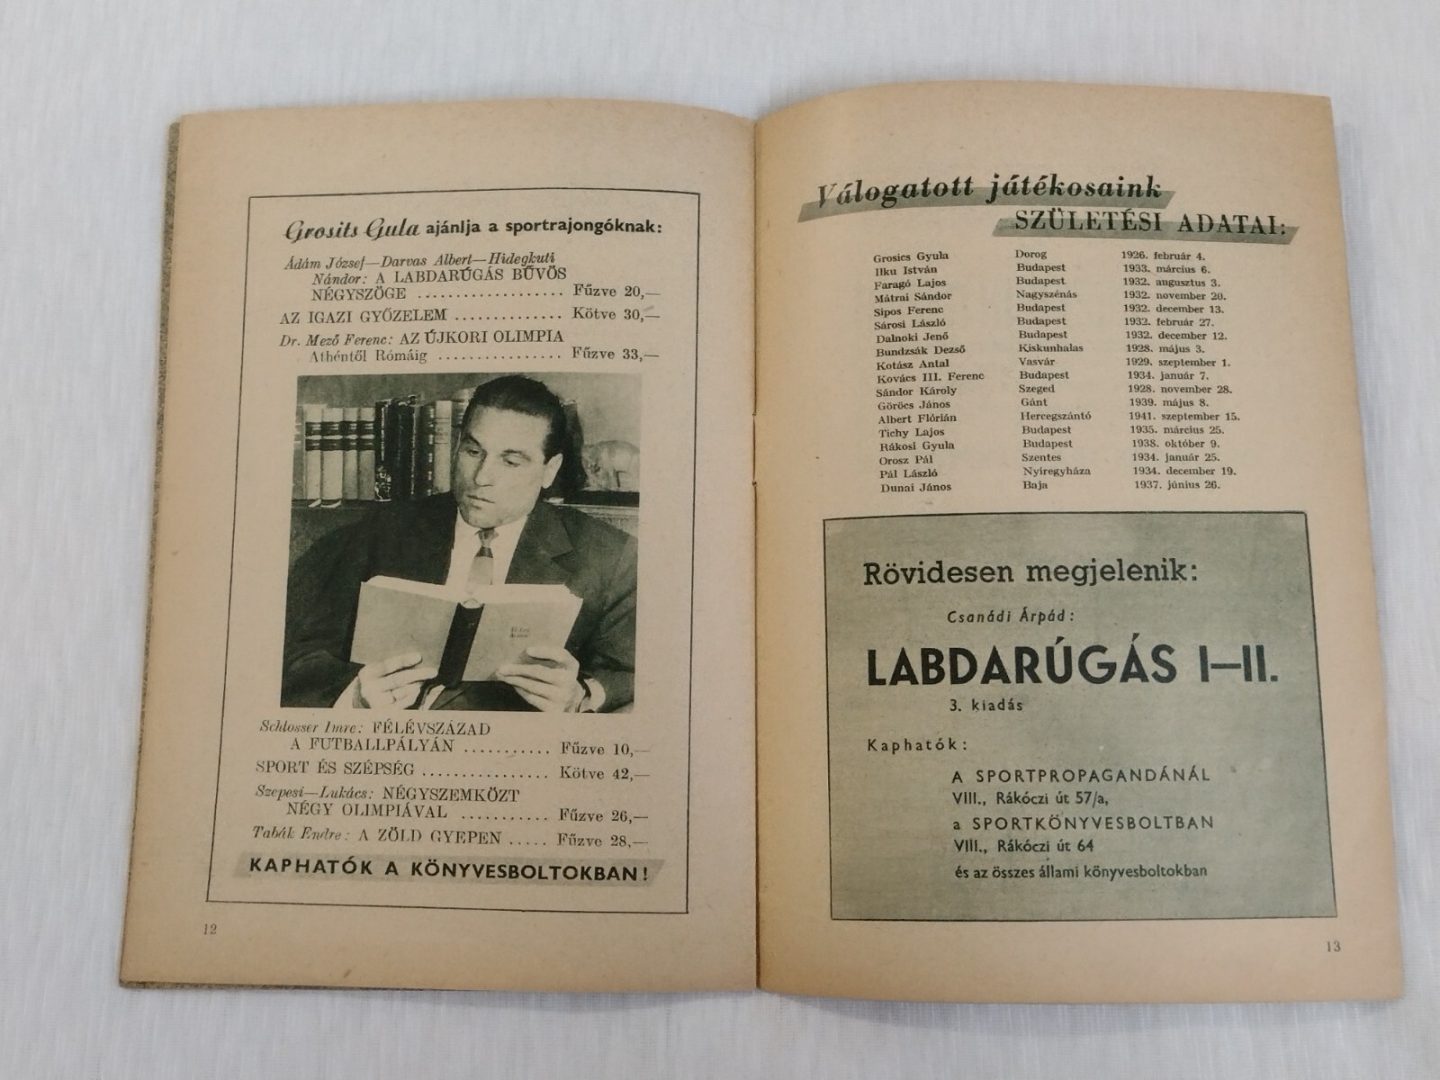 Grosits Gula ajánlja a sportrajongóknak:
Ádám József—Darvas Albert—Hidegkuti
Nándor: A LABDARÚGÁS BŰVÖS
NÉGYSZÖGE .................. Fűzve 20,—
AZ IGAZI GYŐZELEM .............. Kötve 30,—
Dr. Mező Ferenc: AZ ÚJKORI OLIMPIA
Athéntől Rómáig ................ Fűzve 33,—
Schlosser Imre: FÉLÉVSZÁZAD
A FUTBALLPÁLYÁN ........... Fűzve 10,—
SPORT ÉS SZÉPSÉG ................ Kötve 42,—
Szepesi—Lukács: NÉGYSZEMKÖZT
NÉGY OLIMPIÁVAL ........... Fűzve 26,—
Tabák Endre: A ZÖLD GYEPEN ..... Fűzve 28,—
KAPHATÓK A KÖNYVESBOLTOKBAN!
12
Válogatott játékosaink
SZÜLETÉSI ADATAI:
Grosics Gyula Dorog 1926. február 4.
Ilku István Budapest 1933. március 6.
Faragó Lajos Budapest 1932. augusztus 3.
Mátrai Sándor Nagyszénás 1932. november 20.
Sipos Ferenc Budapest 1932. december 13.
Sárosi László Budapest 1932. február 27.
Dalnoki Jenő Budapest 1932. december 12.
Bundzsák Dezső Kiskunhalas 1928. május 3.
Kotász Antal Vasvár 1929. szeptember 1.
Kovács III. Ferenc Budapest 1934. január 7.
Sándor Károly Szeged 1928. november 28.
Göröcs János Gánt 1939. május 8.
Albert Flórián Hercegszántó 1941. szeptember 15.
Tichy Lajos Budapest 1935. március 25.
Rákosi Gyula Budapest 1938. október 9.
Orosz Pál Szentes 1934. január 25.
Pál László Nyíregyháza 1934. december 19.
Dunai János Baja 1937. június 26.
Rövidesen megjelenik:
Csanádi Árpád:
LABDARÚGÁS I—II.
3. kiadás
Kaphatók:
A SPORTPROPAGANDÁNÁL
VIII., Rákóczi út 57/a,
a SPORTKÖNYVESBOLTBAN
VIII., Rákóczi út 64
és az összes állami könyvesboltokban
13